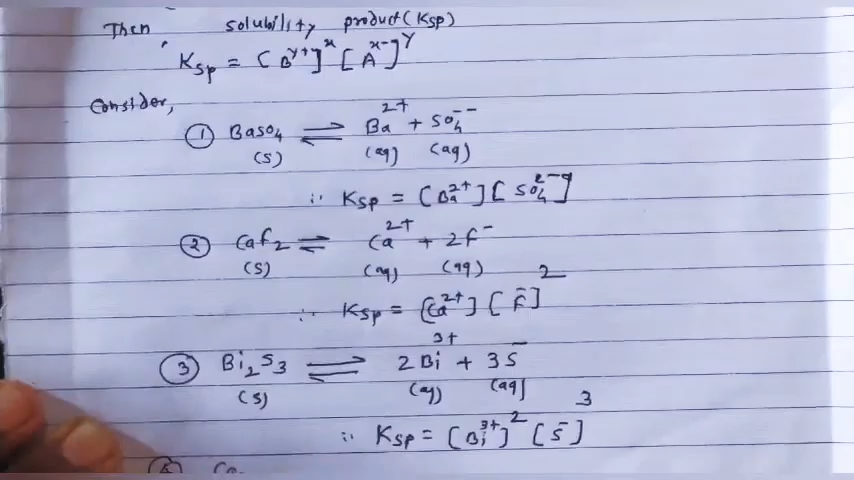 Then, solubility product (Ksp)
Ksp = [B^y+]^x [A^x-]^y
Consider,
① BaSO4 ⇌ Ba^2+ + SO4^--
(s) (aq) (aq)
∴ Ksp = [Ba^2+] [SO4^2-]
② CaF2 ⇌ Ca^2+ + 2F^-
(s) (aq) (aq)
∴ Ksp = [Ca^2+] [F^-]^2
③ Bi2S3 ⇌ 2Bi^3+ + 3S^-
(s) (aq) (aq)
∴ Ksp = [Bi^3+]^2 [S^-]^3